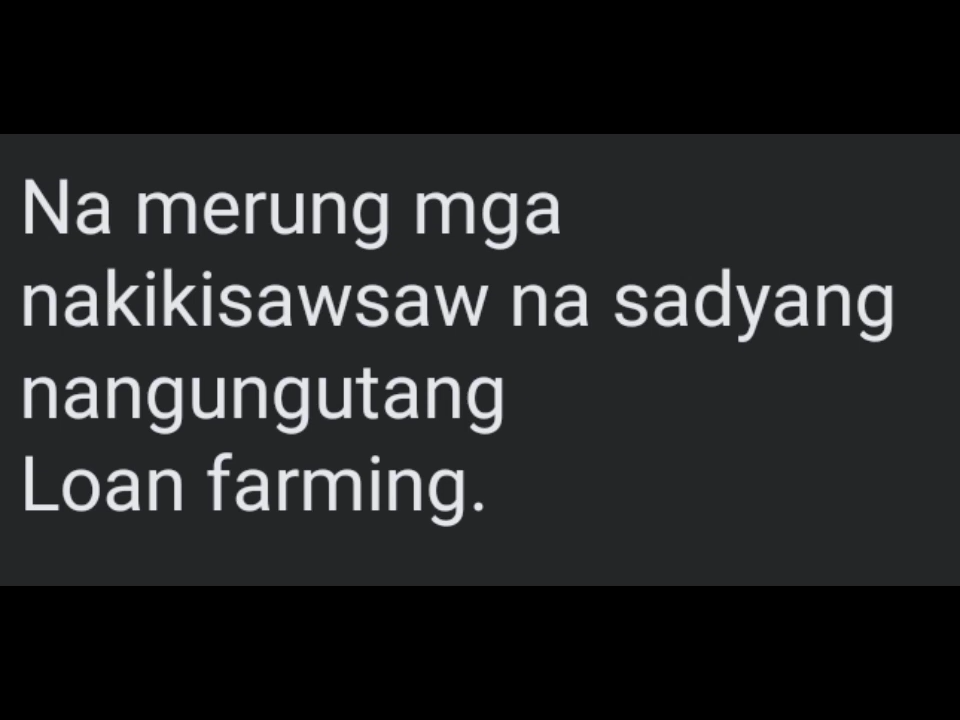 Na merung mga
nakikisawsaw na sadyang
nangungutang
Loan farming.